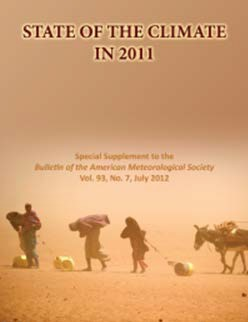 STATE OF THE CLIMATE
IN 2011
Special Supplement to the
Bulletin of the American Meteorological Society
Vol. 93, No. 7, July 2012